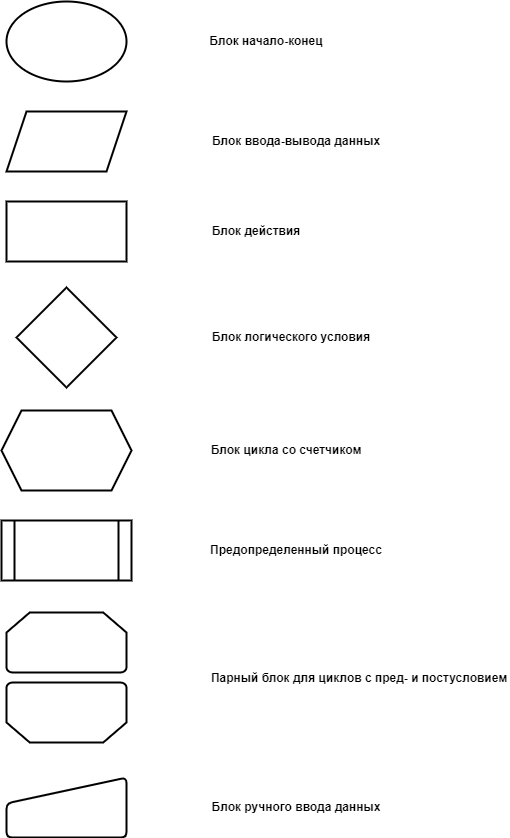 Блок начало-конец
Блок ввода-вывода данных
Блок действия
Блок логического условия
Блок цикла со счетчиком
Предопределенный процесс
Парный блок для циклов с пред- и постусловием
Блок ручного ввода данных